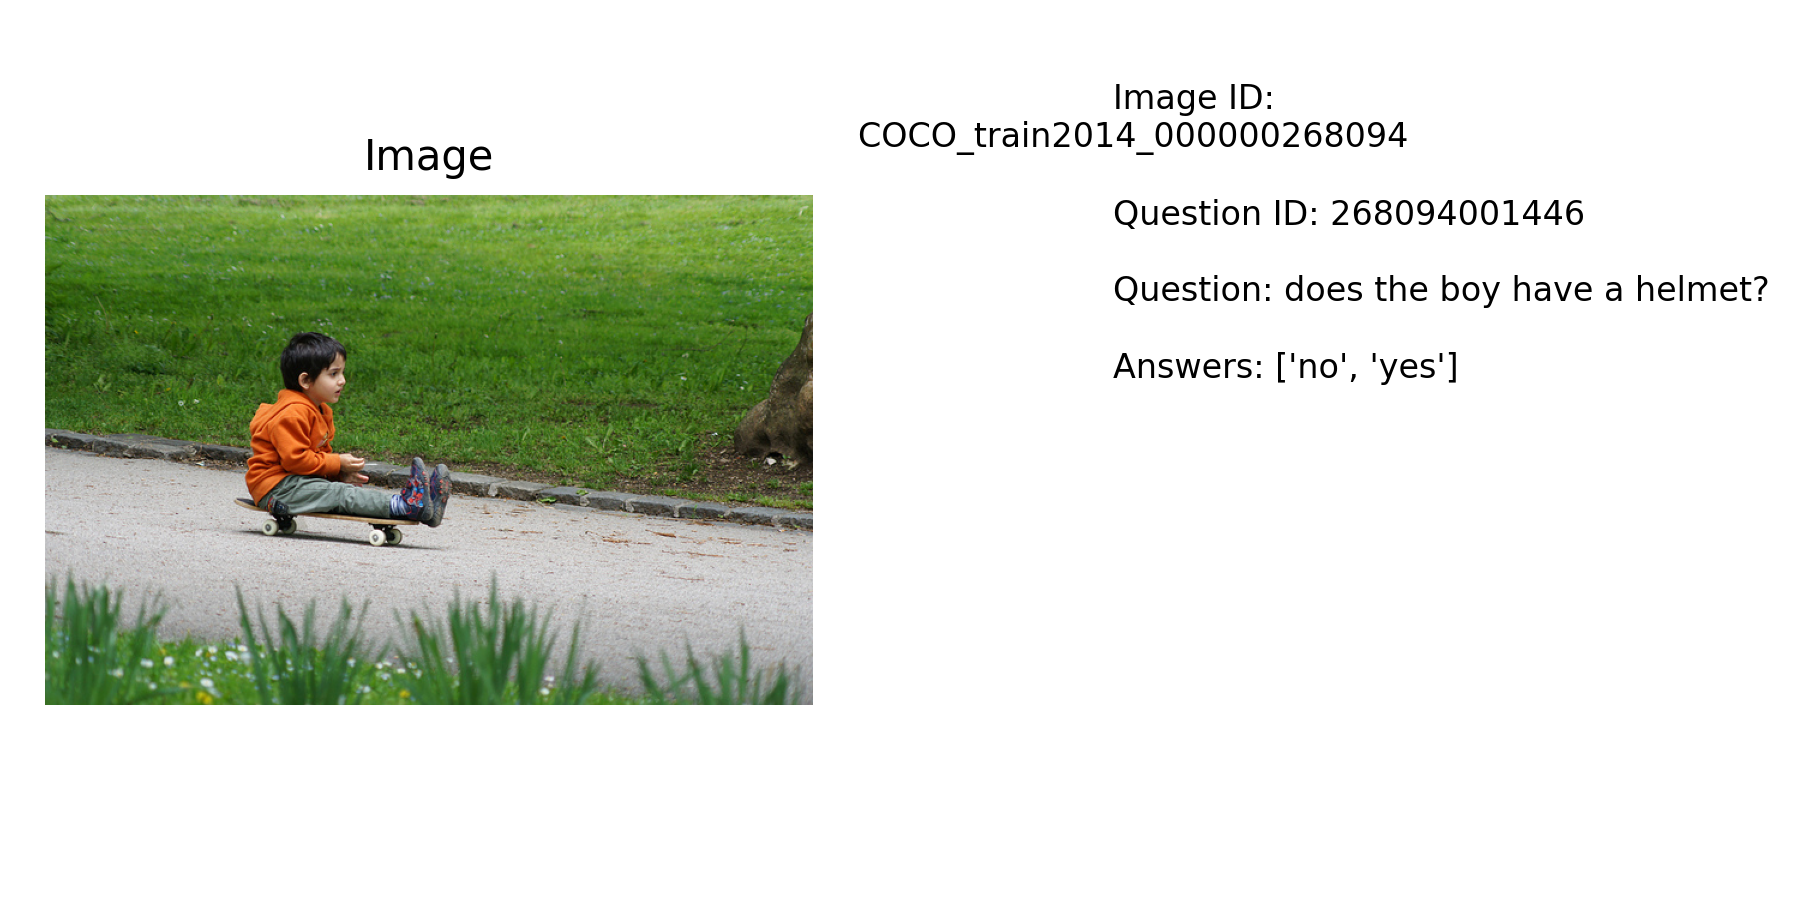 Image
Image ID:
COCO_train2014_000000268094
Question ID: 268094001446
Question: does the boy have a helmet?
Answers: ['no', 'yes']